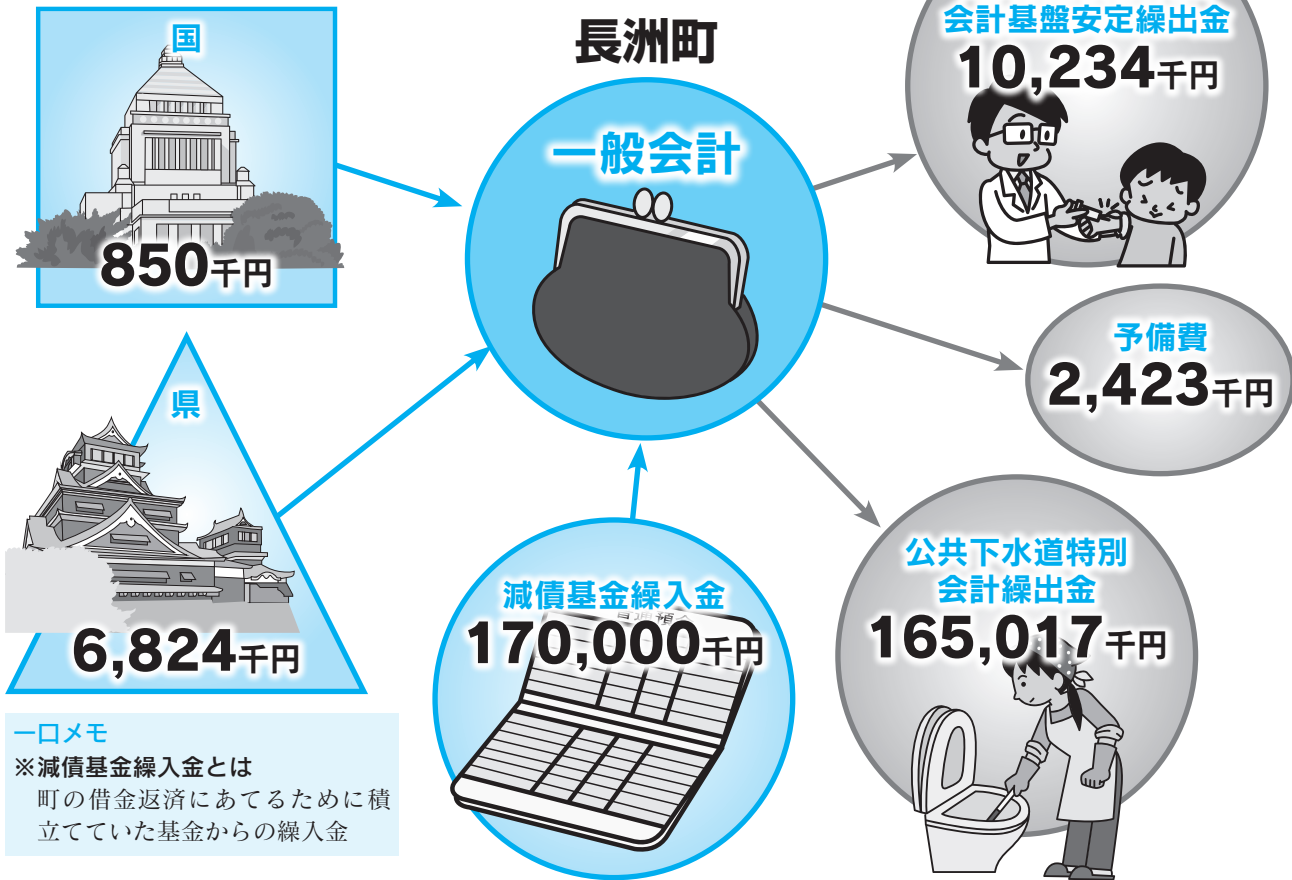 長洲町
国
850千円
県
6,824千円
一般会計
減債基金繰入金
170,000千円
会計基盤安定繰出金
10,234千円
予備費
2,423千円
公共下水道特別
会計繰出金
165,017千円
一口メモ
※減債基金繰入金とは
町の借金返済にあてるために積
立てていた基金からの繰入金